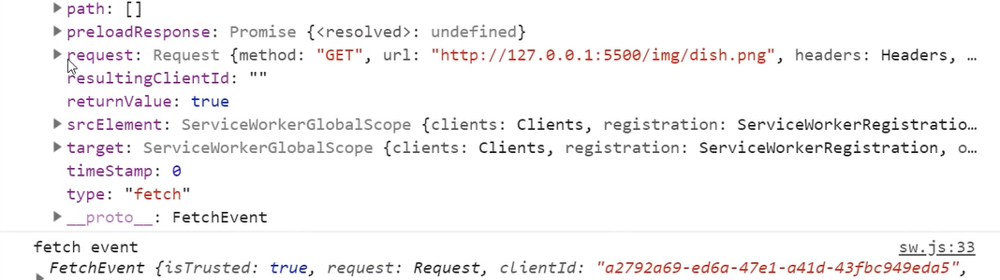 path: []
preloadResponse: Promise {<resolved>: undefined}
request: Request {method: "GET", url: "http://127.0.0.1:5500/img/dish.png", headers: Headers, …
resultingClientId: ""
returnValue: true
srcElement: ServiceWorkerGlobalScope {clients: Clients, registration: ServiceWorkerRegistratio…
target: ServiceWorkerGlobalScope {clients: Clients, registration: ServiceWorkerRegistration, o…
timeStamp: 0
type: "fetch"
__proto__: FetchEvent
fetch event sw.js:33
FetchEvent {isTrusted: true, request: Request, clientId: "a2792a69-ed6a-47e1-a41d-43fbc949eda5",